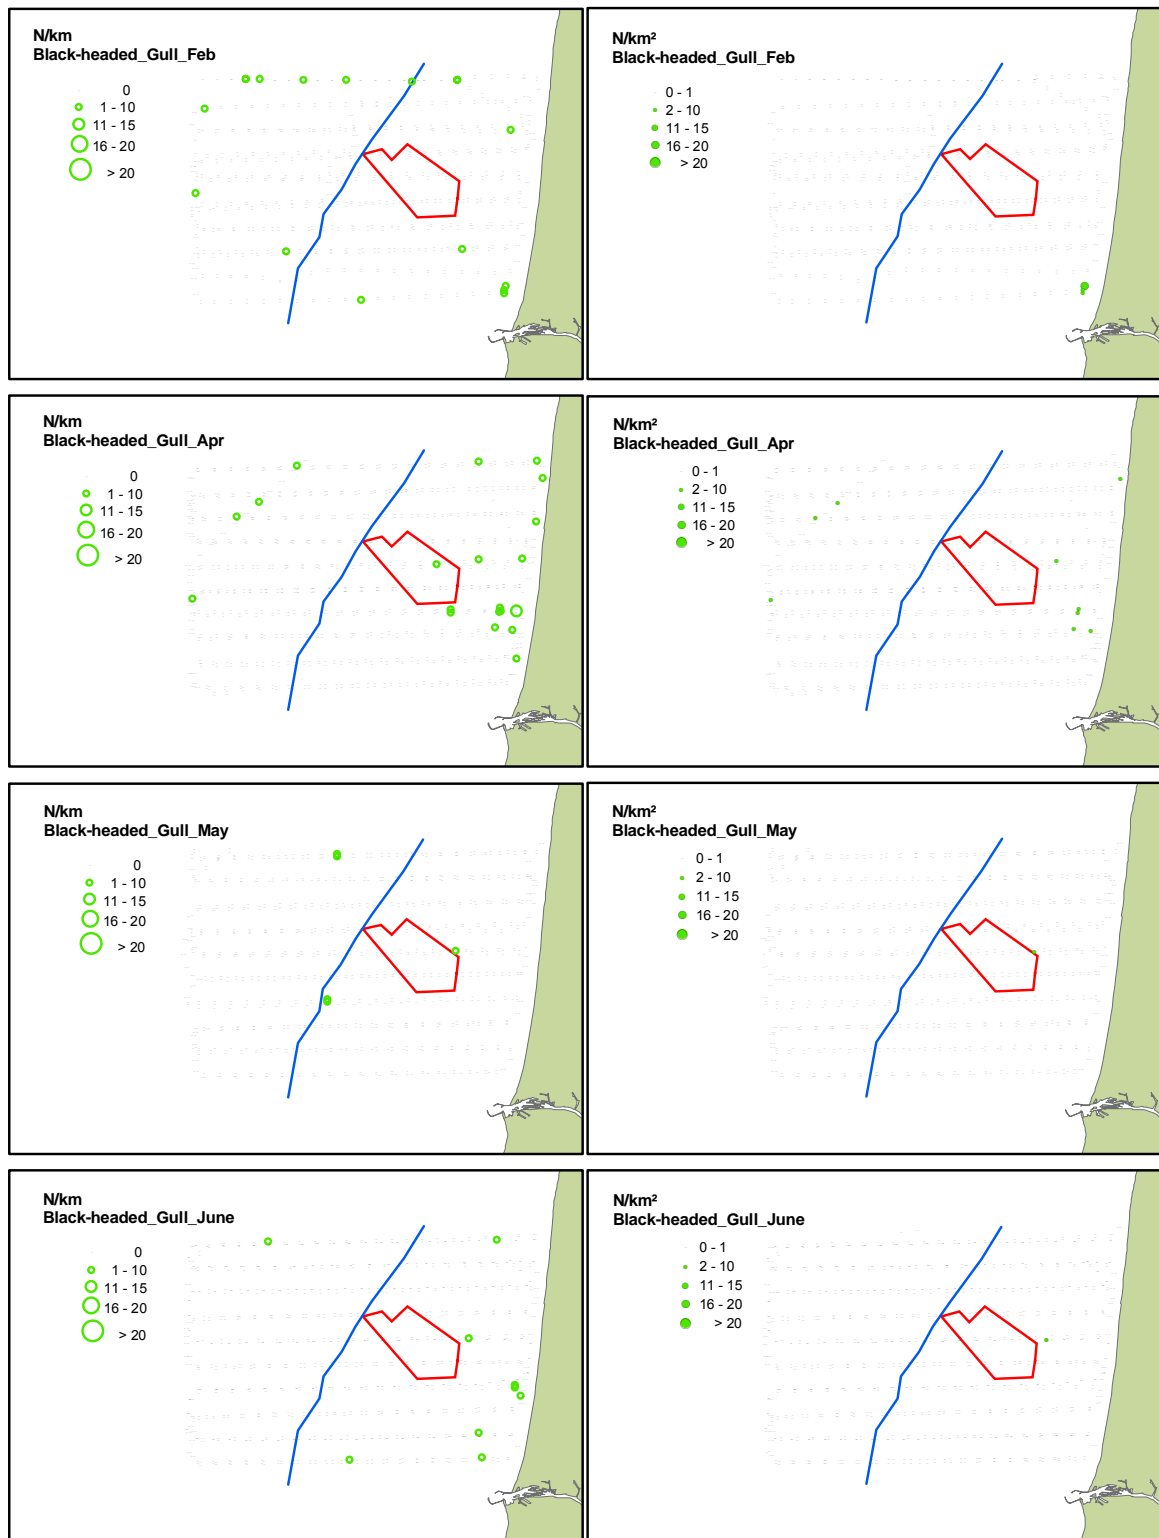 N/km
Black-headed_Gull_Feb
0
1 - 10
11 - 15
16 - 20
> 20
N/km²
Black-headed_Gull_Feb
0 - 1
2 - 10
11 - 15
16 - 20
> 20
N/km
Black-headed_Gull_Apr
0
1 - 10
11 - 15
16 - 20
> 20
N/km²
Black-headed_Gull_Apr
0 - 1
2 - 10
11 - 15
16 - 20
> 20
N/km
Black-headed_Gull_May
0
1 - 10
11 - 15
16 - 20
> 20
N/km²
Black-headed_Gull_May
0 - 1
2 - 10
11 - 15
16 - 20
> 20
N/km
Black-headed_Gull_June
0
1 - 10
11 - 15
16 - 20
> 20
N/km²
Black-headed_Gull_June
0 - 1
2 - 10
11 - 15
16 - 20
> 20